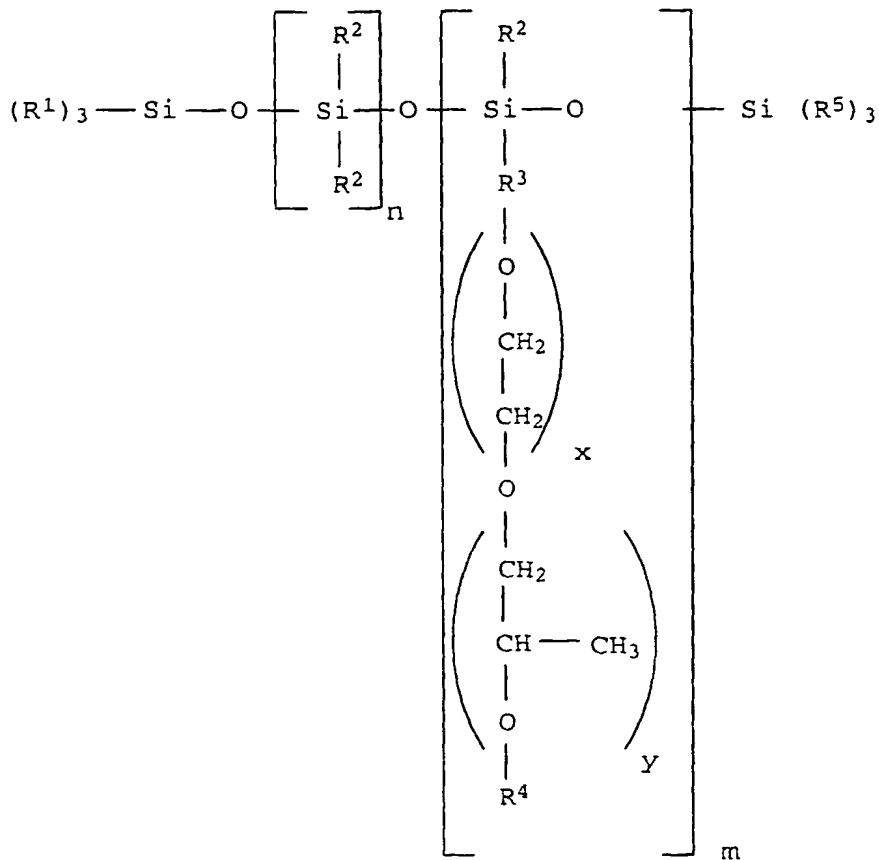 R² R²
(R¹)₃—Si—O—Si—O—Si—O—Si (R⁵)₃
R² R³
n
O
CH₂
CH₂
x
O
CH₂
CH—CH₃
O
y
R⁴
m